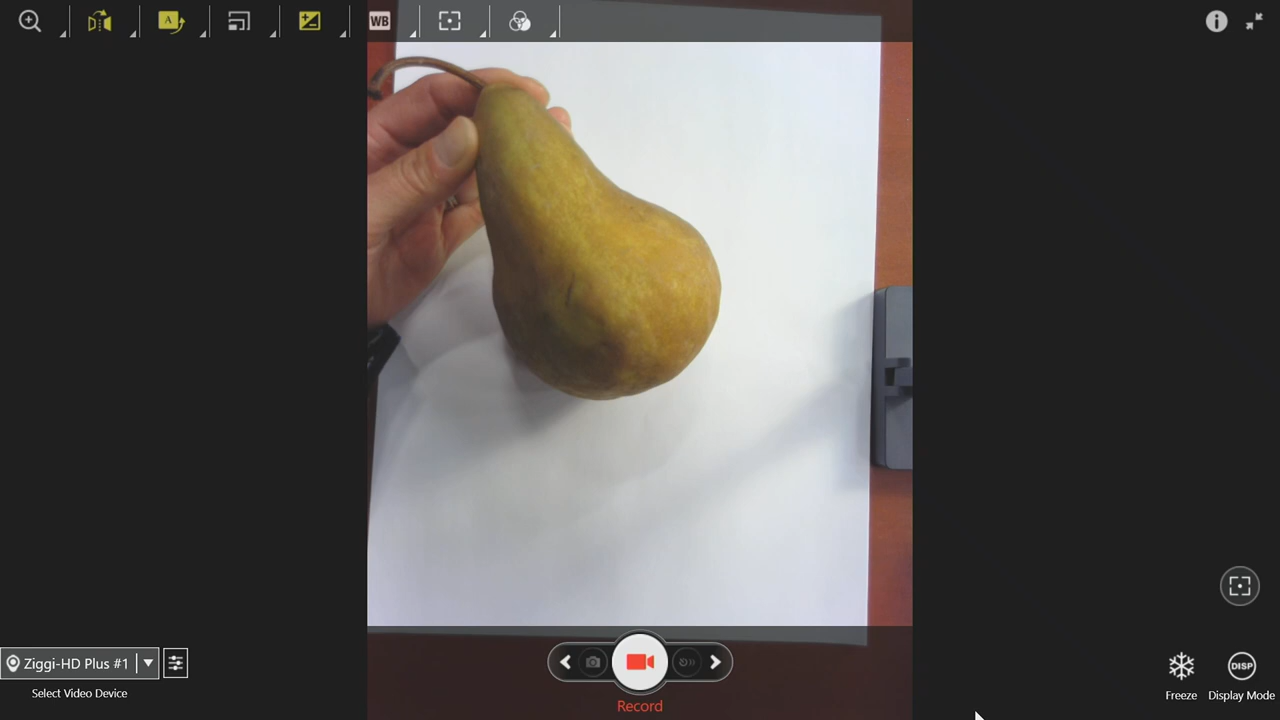 A
WB
Ziggi-HD Plus #1
Select Video Device
Record
Freeze
DISP
Display Mode